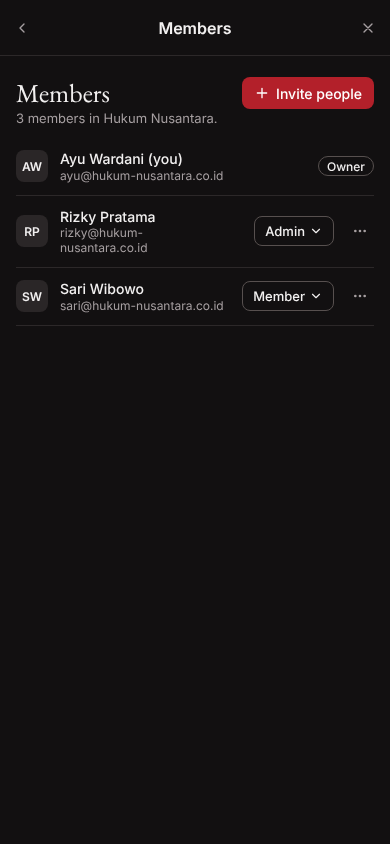 Members
Members
Invite people
3 members in Hukum Nusantara.
AW
Ayu Wardani (you)
ayu@hukum-nusantara.co.id
Owner
RP
Rizky Pratama
rizky@hukum-
nusantara.co.id
Admin
SW
Sari Wibowo
sari@hukum-nusantara.co.id
Member